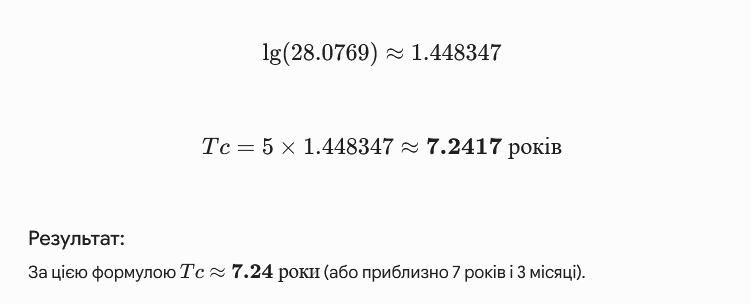 lg(28.0769) ≈ 1.448347
Tc = 5 × 1.448347 ≈ 7.2417 років
Результат:
За цією формулою Tc ≈ 7.24 роки (або приблизно 7 років і 3 місяці).